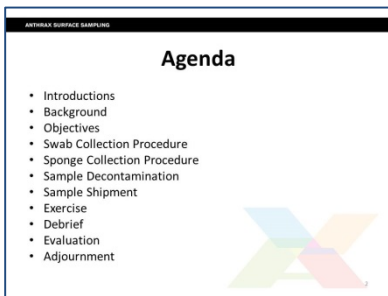 ANTHRAX SURFACE SAMPLING
Agenda
• Introductions
• Background
• Objectives
• Swab Collection Procedure
• Sponge Collection Procedure
• Sample Decontamination
• Sample Shipment
• Exercise
• Debrief
• Evaluation
• Adjournment
2